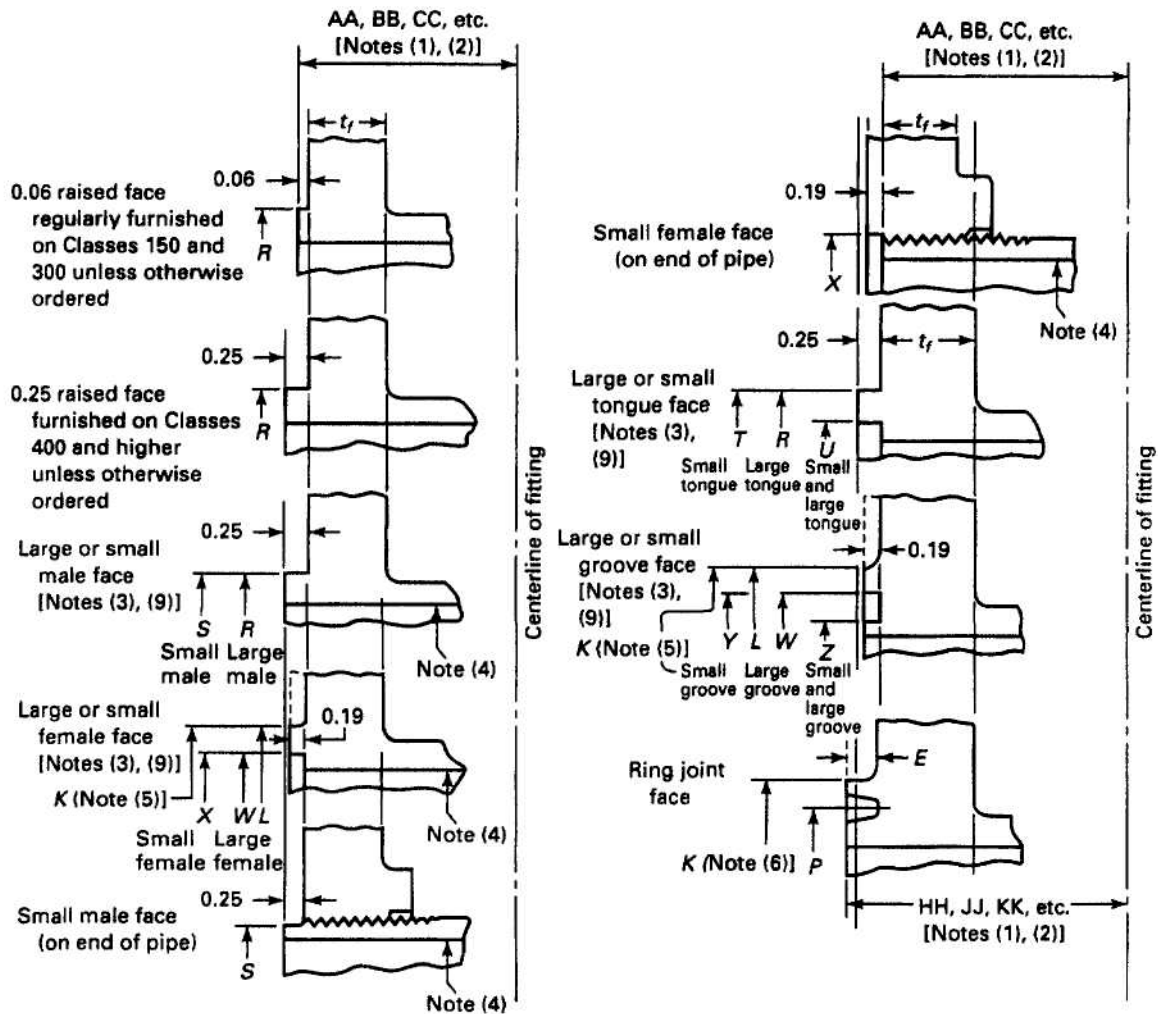 AA, BB, CC, etc.
[Notes (1), (2)]
t_f
0.06
0.06 raised face
regularly furnished
on Classes 150 and
300 unless otherwise
ordered
R
0.25
0.25 raised face
furnished on Classes
400 and higher
unless otherwise
ordered
R
0.25
Large or small
male face
[Notes (3), (9)]
S R
Small Large
male male
Note (4)
Large or small
female face
[Notes (3), (9)]
0.19
K (Note (5)]
X W L
Small Large
female female
Note (4)
0.25
Small male face
(on end of pipe)
S
Note (4)
Centerline of fitting
AA, BB, CC, etc.
[Notes (1), (2)]
t_f
0.19
Small female face
(on end of pipe)
X
Note (4)
0.25
t_f
Large or small
tongue face
[Notes (3),
(9)]
T R U
Small Large Small
tongue tongue and
large
tongue
Large or small
groove face
[Notes (3),
(9)]
0.19
K (Note (5)]
Y L W Z
Small Large Small
groove groove and
large
groove
Ring joint
face
E
K (Note (6)]
P
HH, JJ, KK, etc.
[Notes (1), (2)]
Centerline of fitting